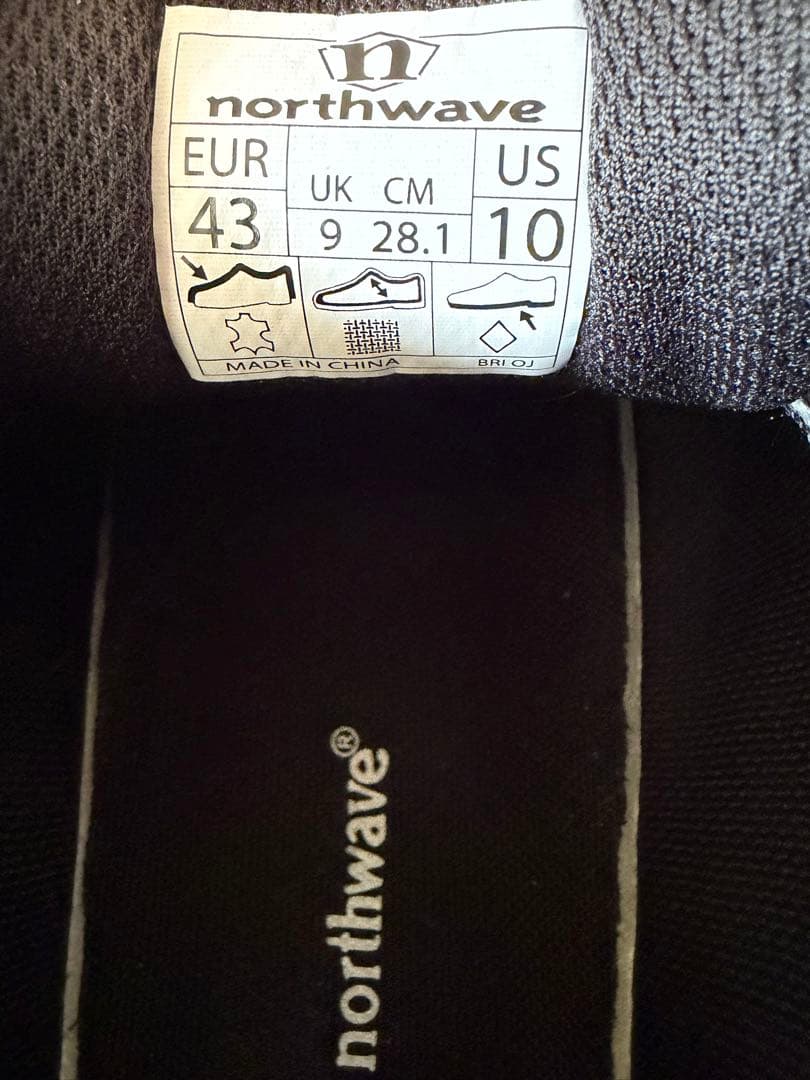 n
northwave
EUR UK CM US
43 9 28.1 10
MADE IN CHINA BRI OJ
northwave®